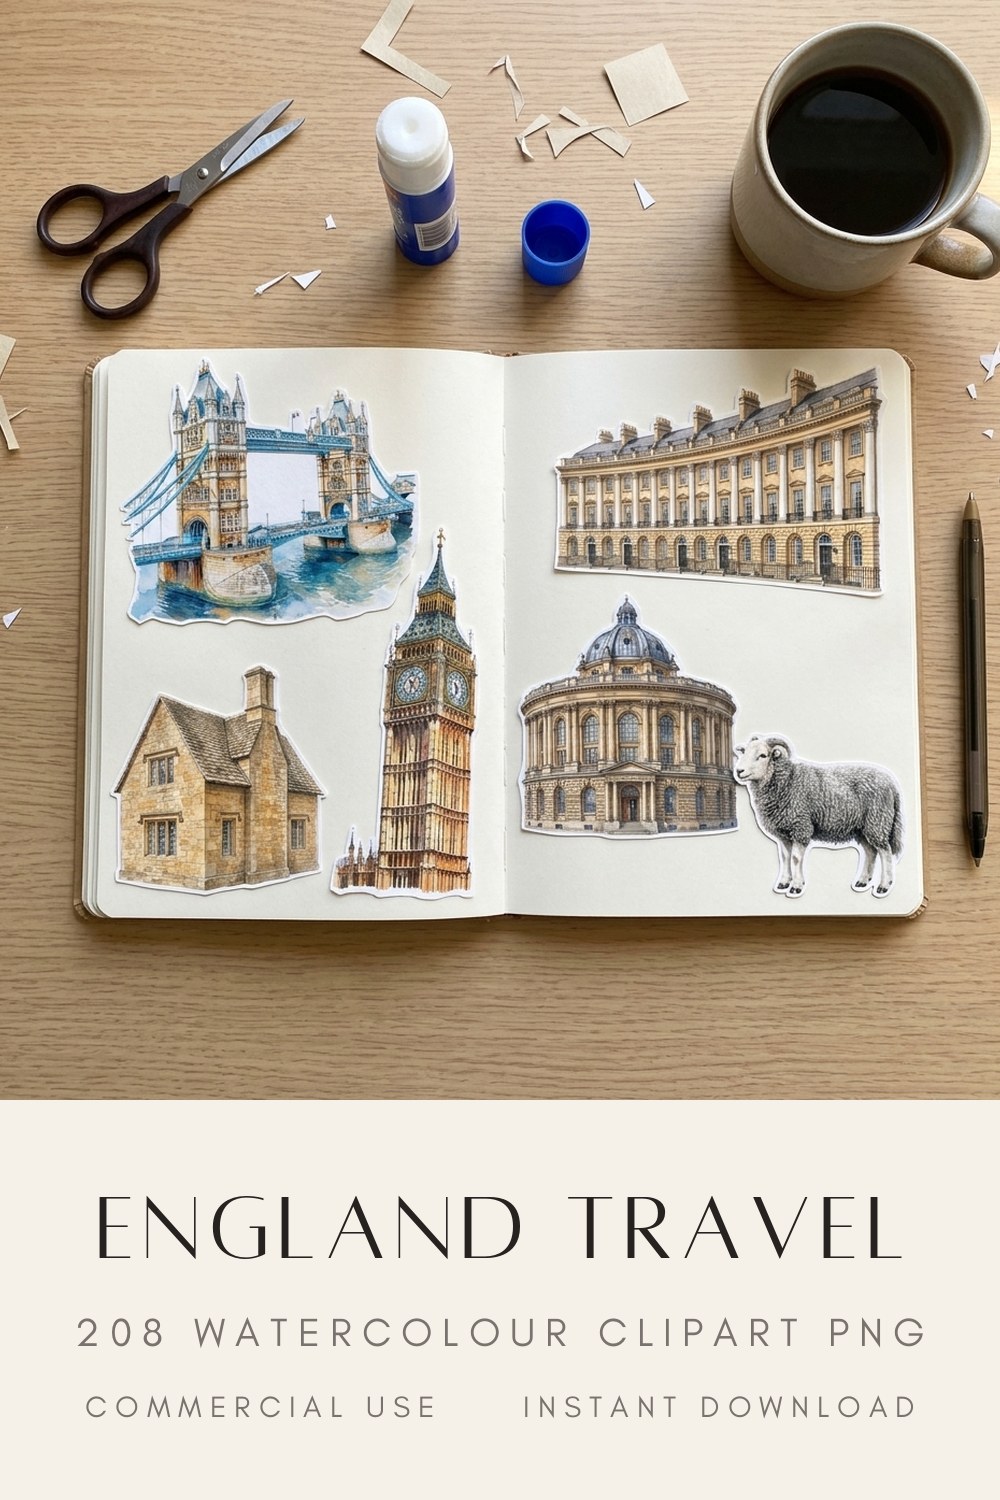 ENGLAND TRAVEL
208 WATERCOLOUR CLIPART PNG
COMMERCIAL USE INSTANT DOWNLOAD